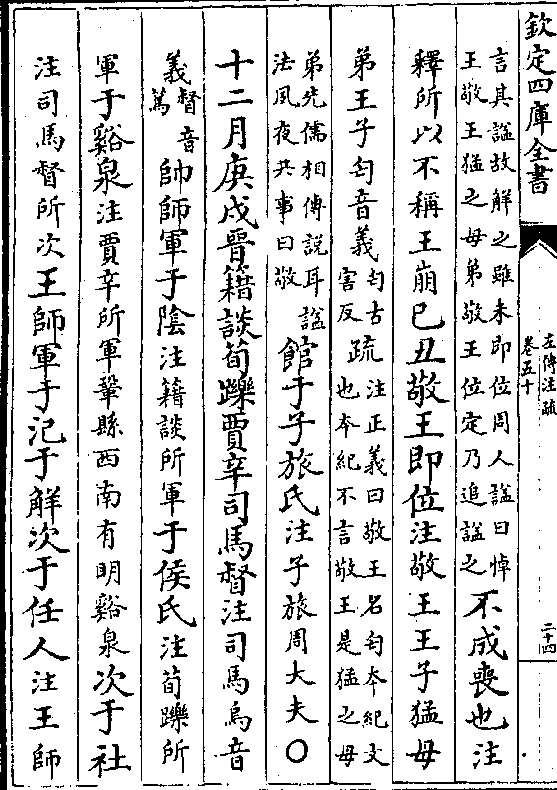 欽定四庫全書
左傳注疏
卷五十
二十四
言其諡故解之雖未即位周人諡曰悼
王敬王猛之母弟敬王位定乃追諡之
不成喪也注
釋所以不稱王崩己丑敬王即位注敬王王子猛母
弟王子匄音義
匄古
害反
疏
注正義曰敬王名匄本紀文
也本紀不言敬王是猛之母
弟先儒相傳說耳諡
法夙夜共事曰敬
館于子旅氏注子旅周大夫〇
十二月庚戌晉籍談荀躒賈辛司馬督注司馬烏音
義
督音
篤
帥師軍于陰注籍談所軍于侯氏注荀躒所
軍于谿泉注賈辛所軍鞏縣西南有明谿泉次于社
注司馬督所次王師軍于氾于解次于任人注王師